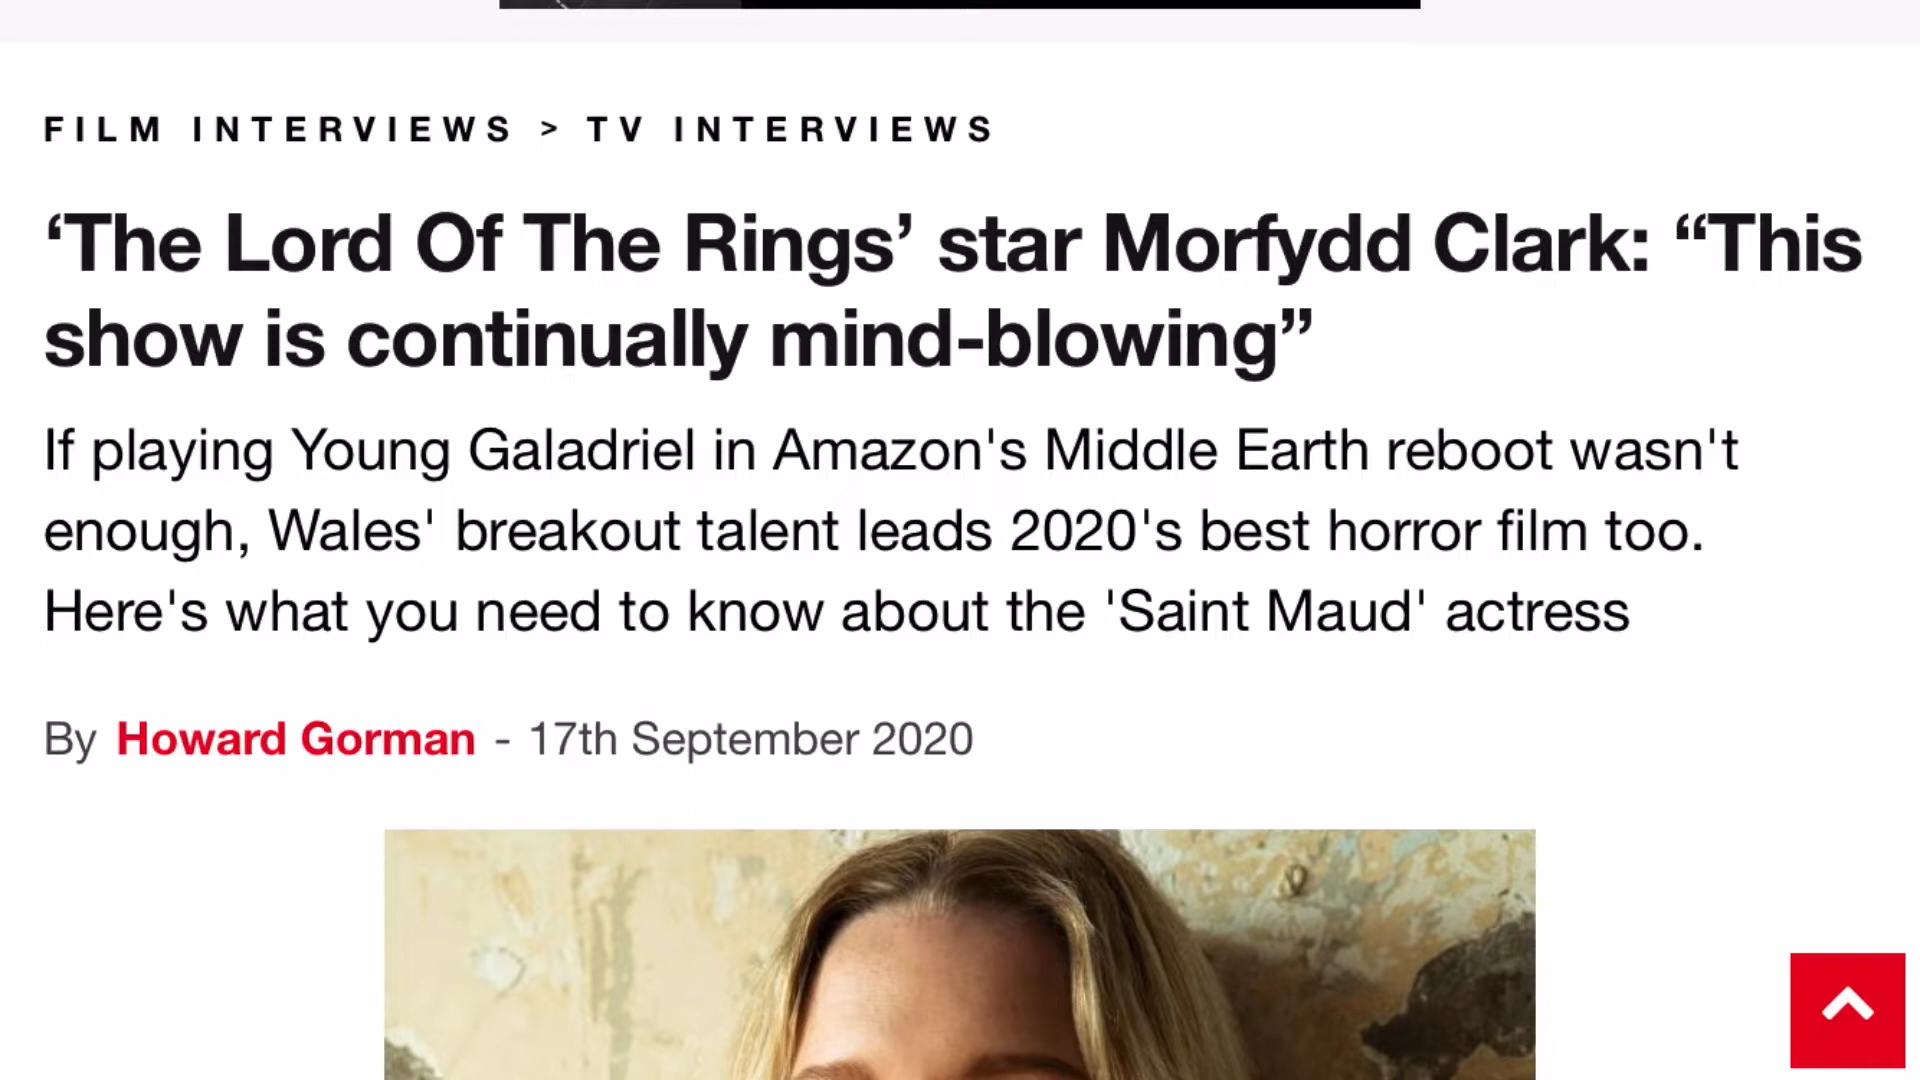 FILM INTERVIEWS > TV INTERVIEWS
‘The Lord Of The Rings’ star Morfydd Clark: “This
show is continually mind-blowing”
If playing Young Galadriel in Amazon's Middle Earth reboot wasn't
enough, Wales' breakout talent leads 2020's best horror film too.
Here's what you need to know about the 'Saint Maud' actress
By Howard Gorman - 17th September 2020